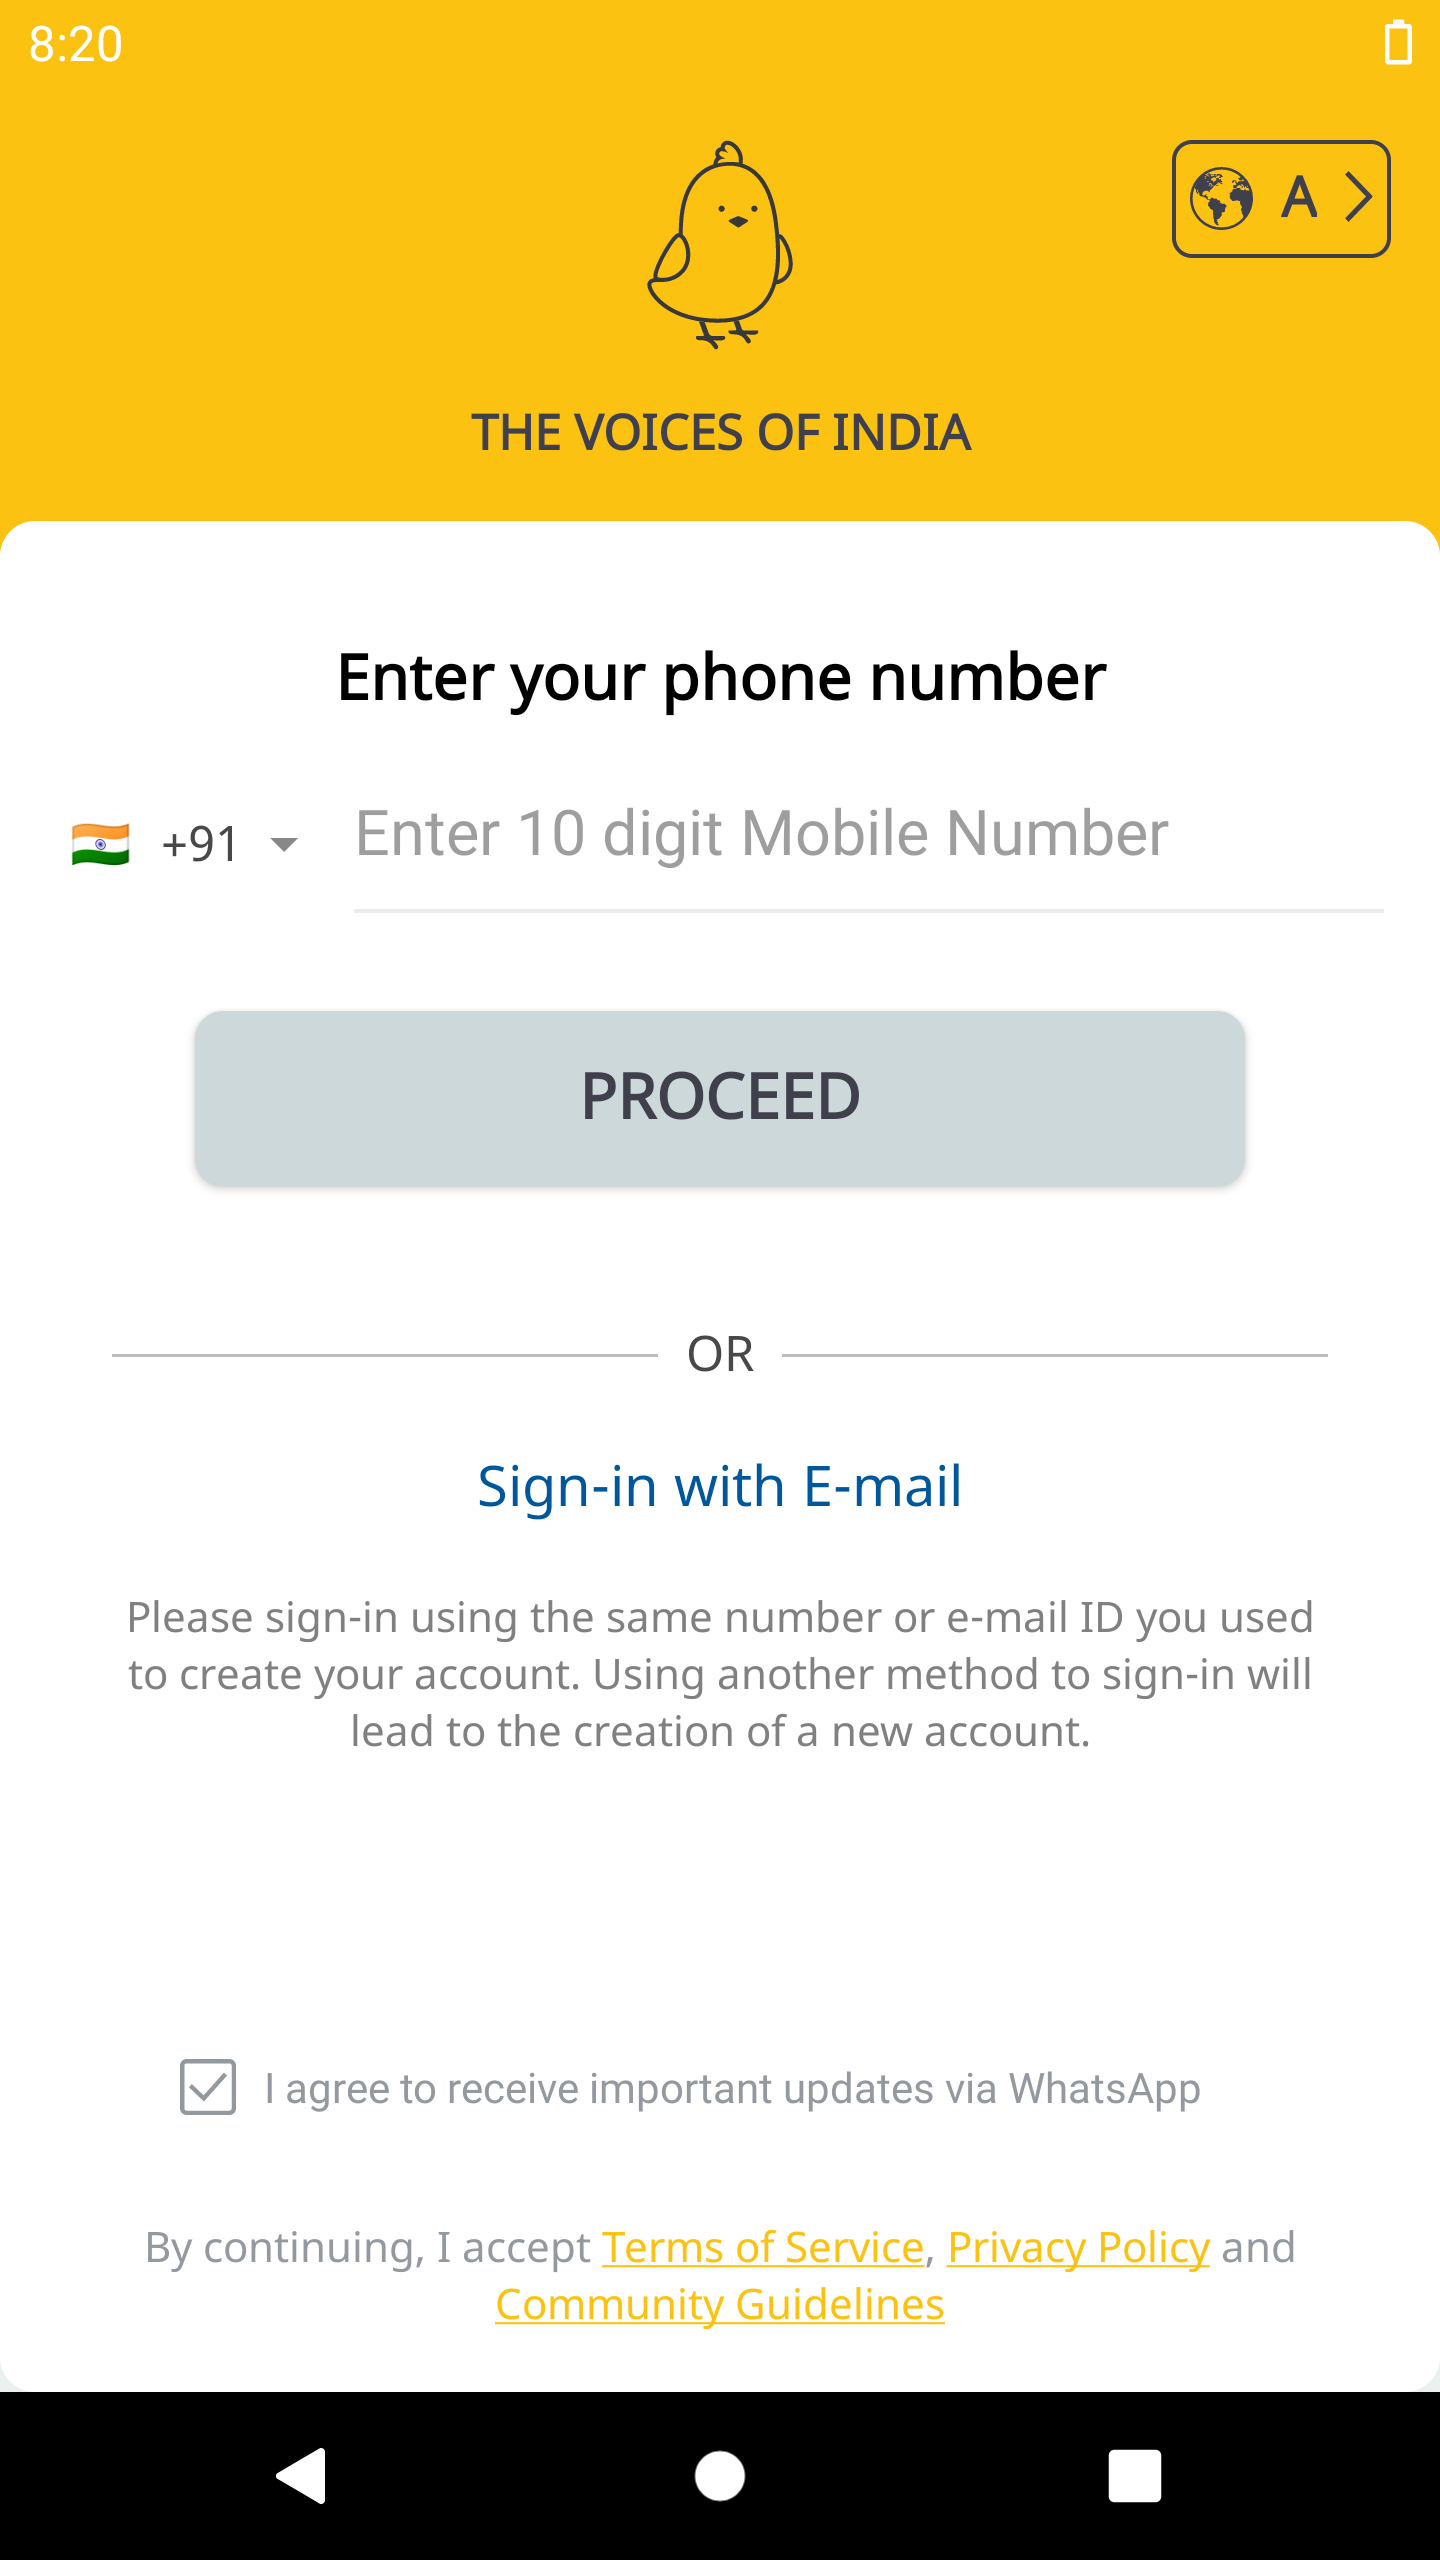 8:20
A
THE VOICES OF INDIA
Enter your phone number
+91
Enter 10 digit Mobile Number
PROCEED
OR
Sign-in with E-mail
Please sign-in using the same number or e-mail ID you used
to create your account. Using another method to sign-in will
lead to the creation of a new account.
I agree to receive important updates via WhatsApp
By continuing, I accept Terms of Service, Privacy Policy and
Community Guidelines